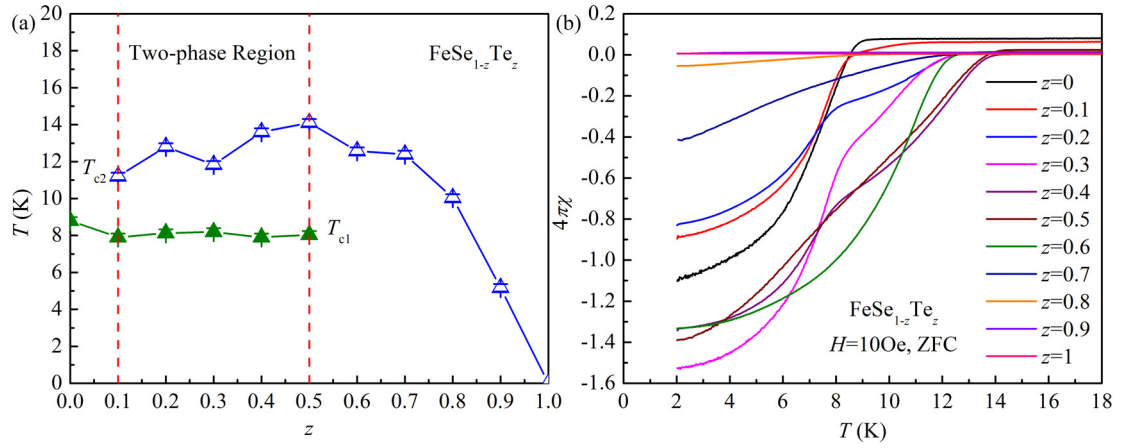 (a)
20
18
16
14
12
10
8
6
4
2
0
T (K)
0.0 0.1 0.2 0.3 0.4 0.5 0.6 0.7 0.8 0.9 1.0
z
Two-phase Region
FeSe1-zTez
Tc2
Tc1
(b)
0.2
0.0
-0.2
-0.4
-0.6
-0.8
-1.0
-1.2
-1.4
-1.6
4πχ
0 2 4 6 8 10 12 14 16 18
T (K)
z=0
z=0.1
z=0.2
z=0.3
z=0.4
z=0.5
z=0.6
z=0.7
z=0.8
z=0.9
z=1
FeSe1-zTez
H=10Oe, ZFC